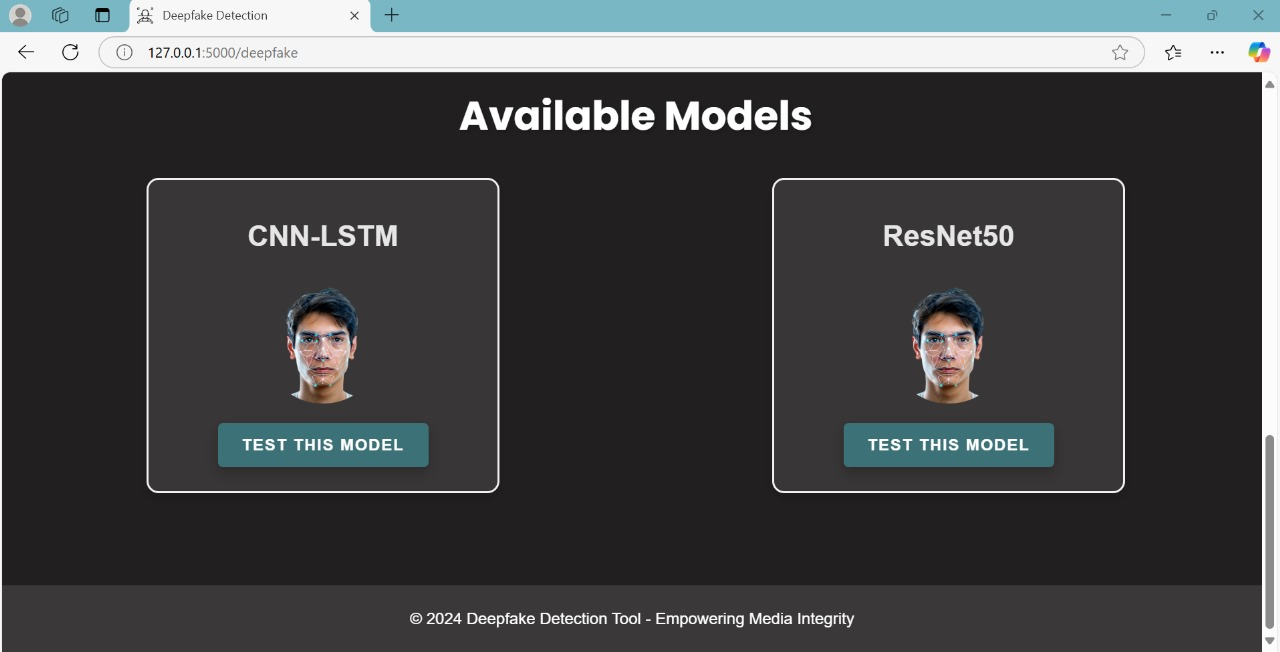 Deepfake Detection
127.0.0.1:5000/deepfake
Available Models
CNN-LSTM
ResNet50
TEST THIS MODEL
TEST THIS MODEL
© 2024 Deepfake Detection Tool - Empowering Media Integrity